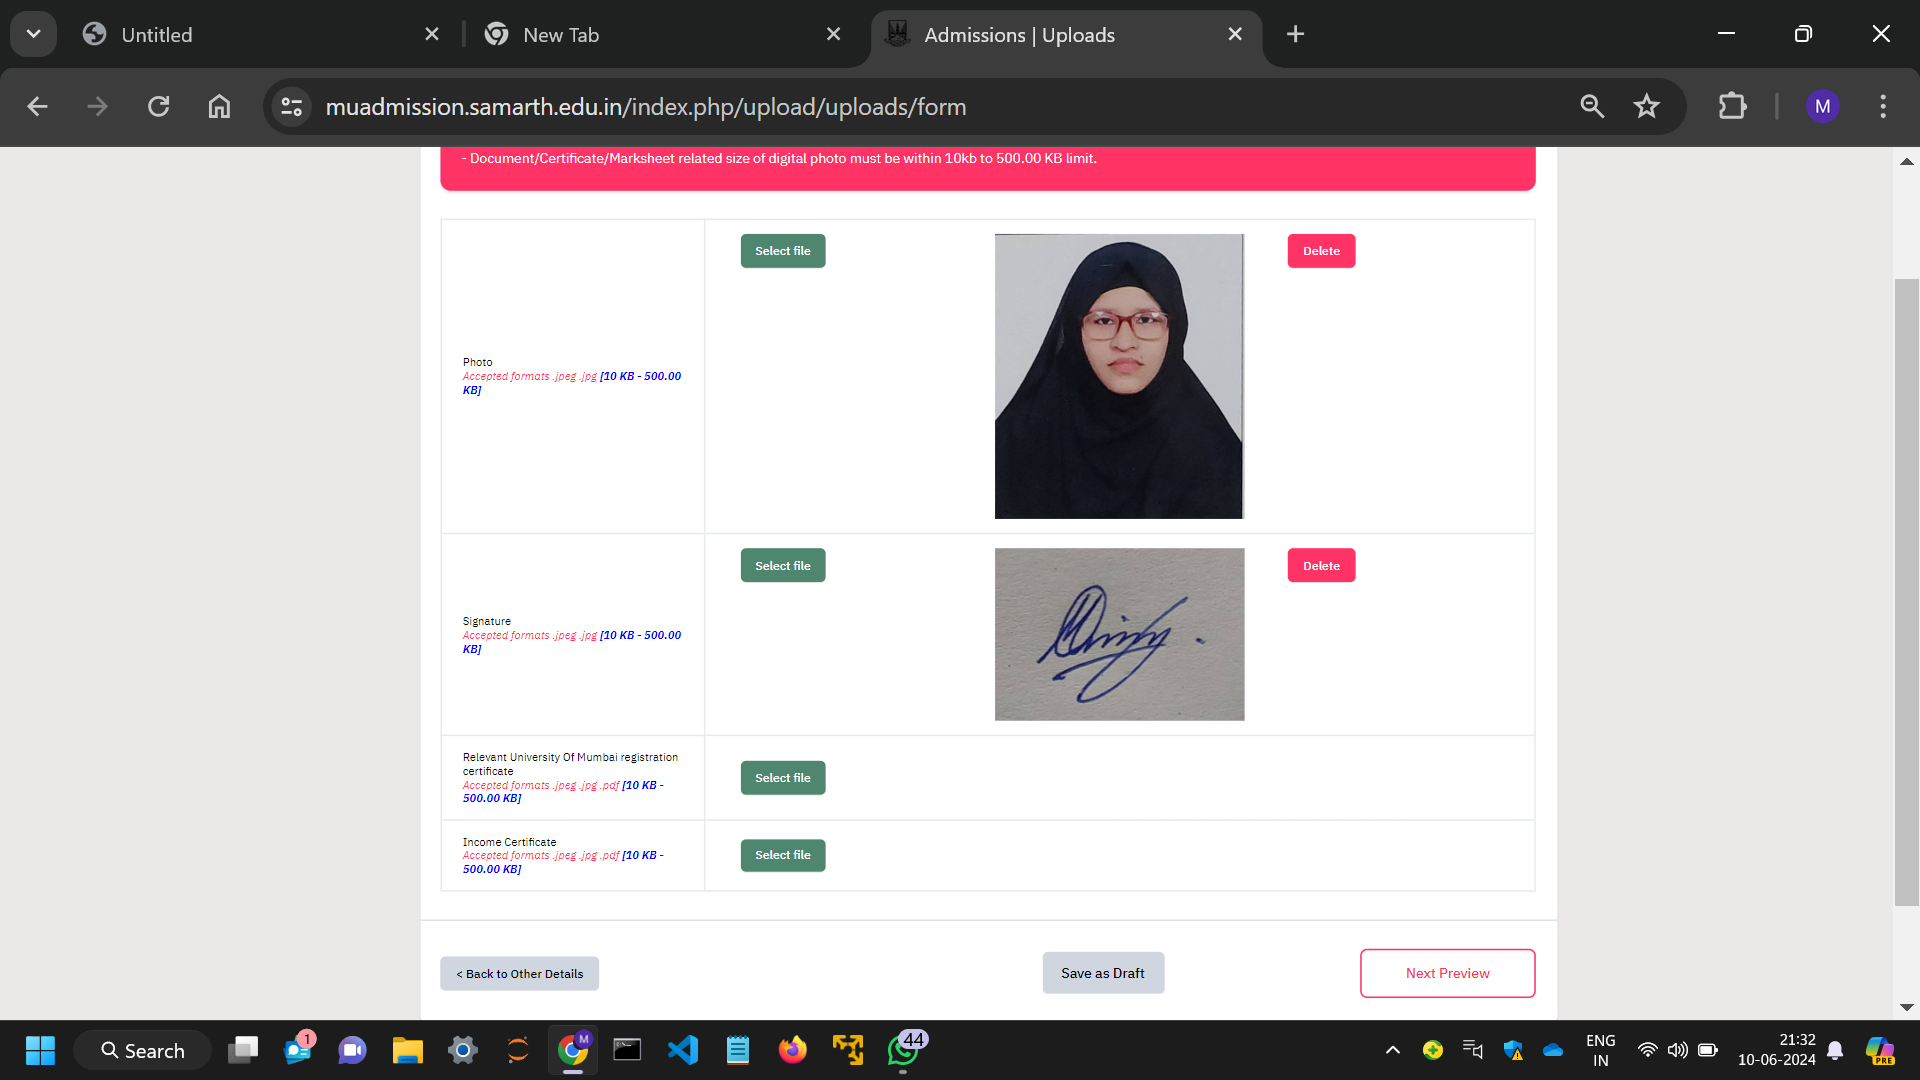 Untitled
New Tab
Admissions | Uploads
muadmission.samarth.edu.in/index.php/upload/uploads/form
M
- Document/Certificate/Marksheet related size of digital photo must be within 10kb to 500.00 KB limit.
Select file
Delete
Photo
Accepted formats .jpeg .jpg [10 KB - 500.00
KB]
Select file
Delete
Signature
Accepted formats .jpeg .jpg [10 KB - 500.00
KB]
Relevant University Of Mumbai registration
certificate
Accepted formats .jpeg .jpg .pdf [10 KB -
500.00 KB]
Select file
Income Certificate
Accepted formats .jpeg .jpg .pdf [10 KB -
500.00 KB]
Select file
< Back to Other Details
Save as Draft
Next Preview
Search
1
M
44
ENG
IN
21:32
10-06-2024
PRE